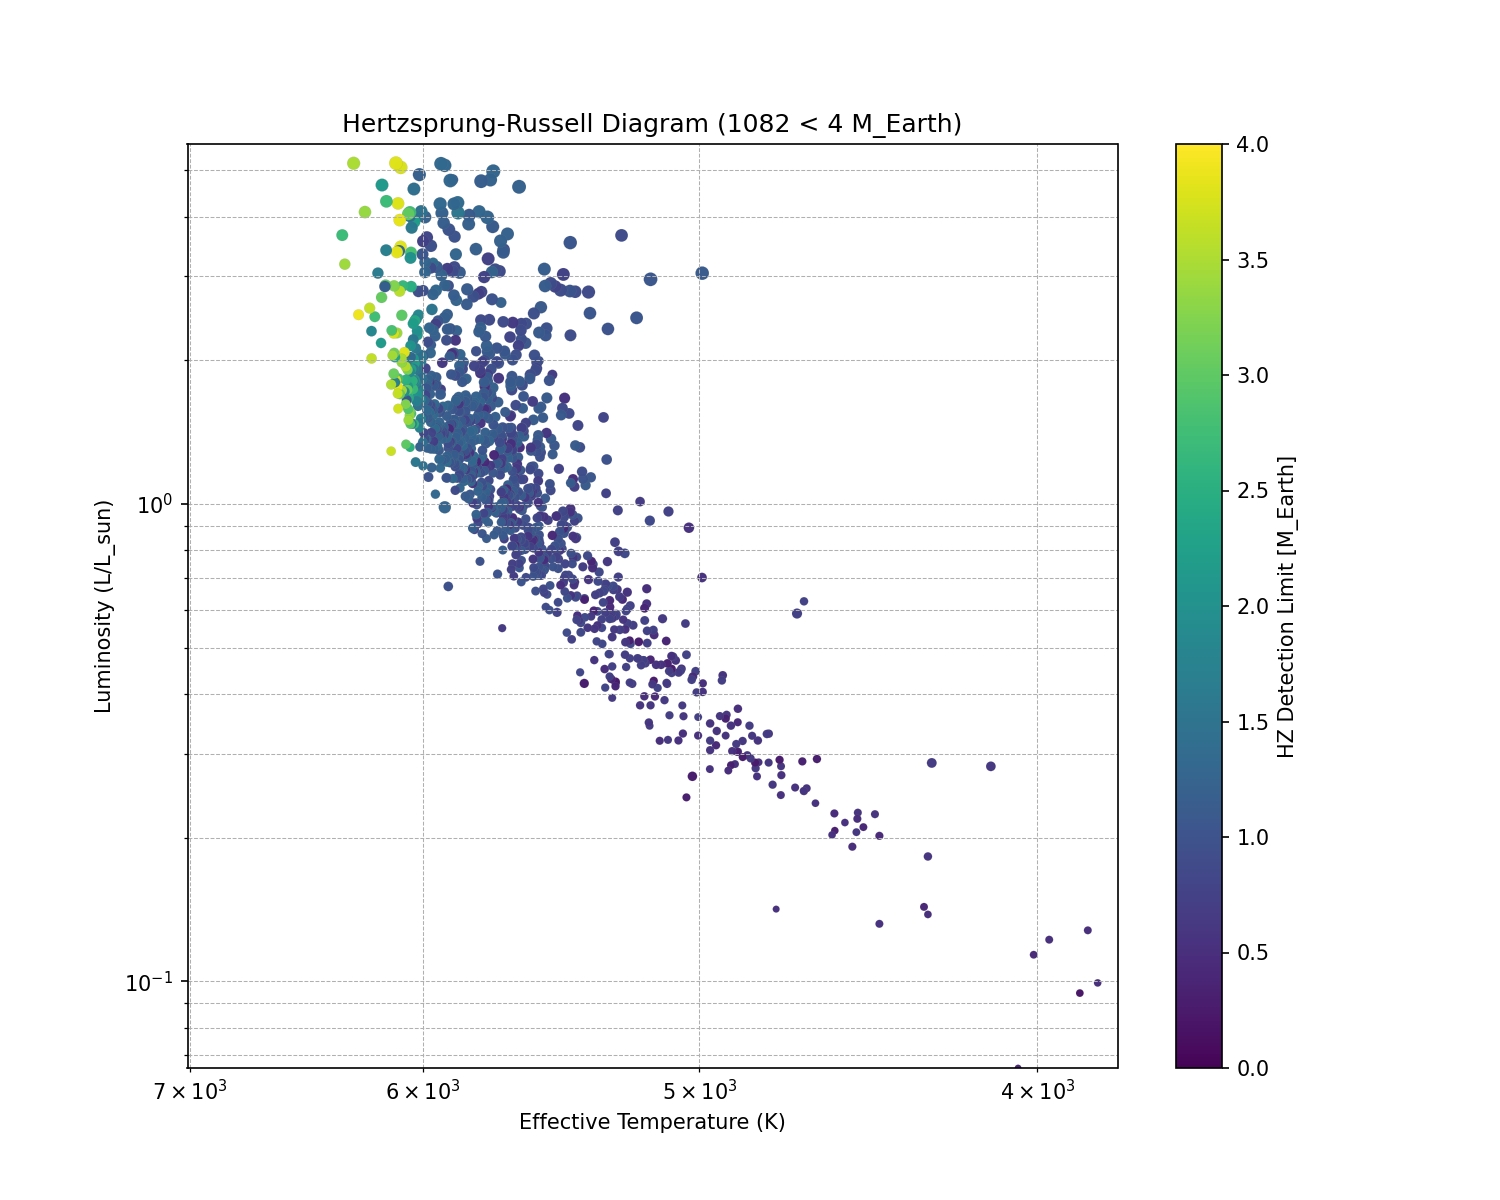 Hertzsprung-Russell Diagram (1082 < 4 M_Earth)
Luminosity (L/L_sun)
10⁰
10⁻¹
7 × 10³
6 × 10³
5 × 10³
4 × 10³
Effective Temperature (K)
4.0
3.5
3.0
2.5
2.0
1.5
1.0
0.5
0.0
HZ Detection Limit [M_Earth]